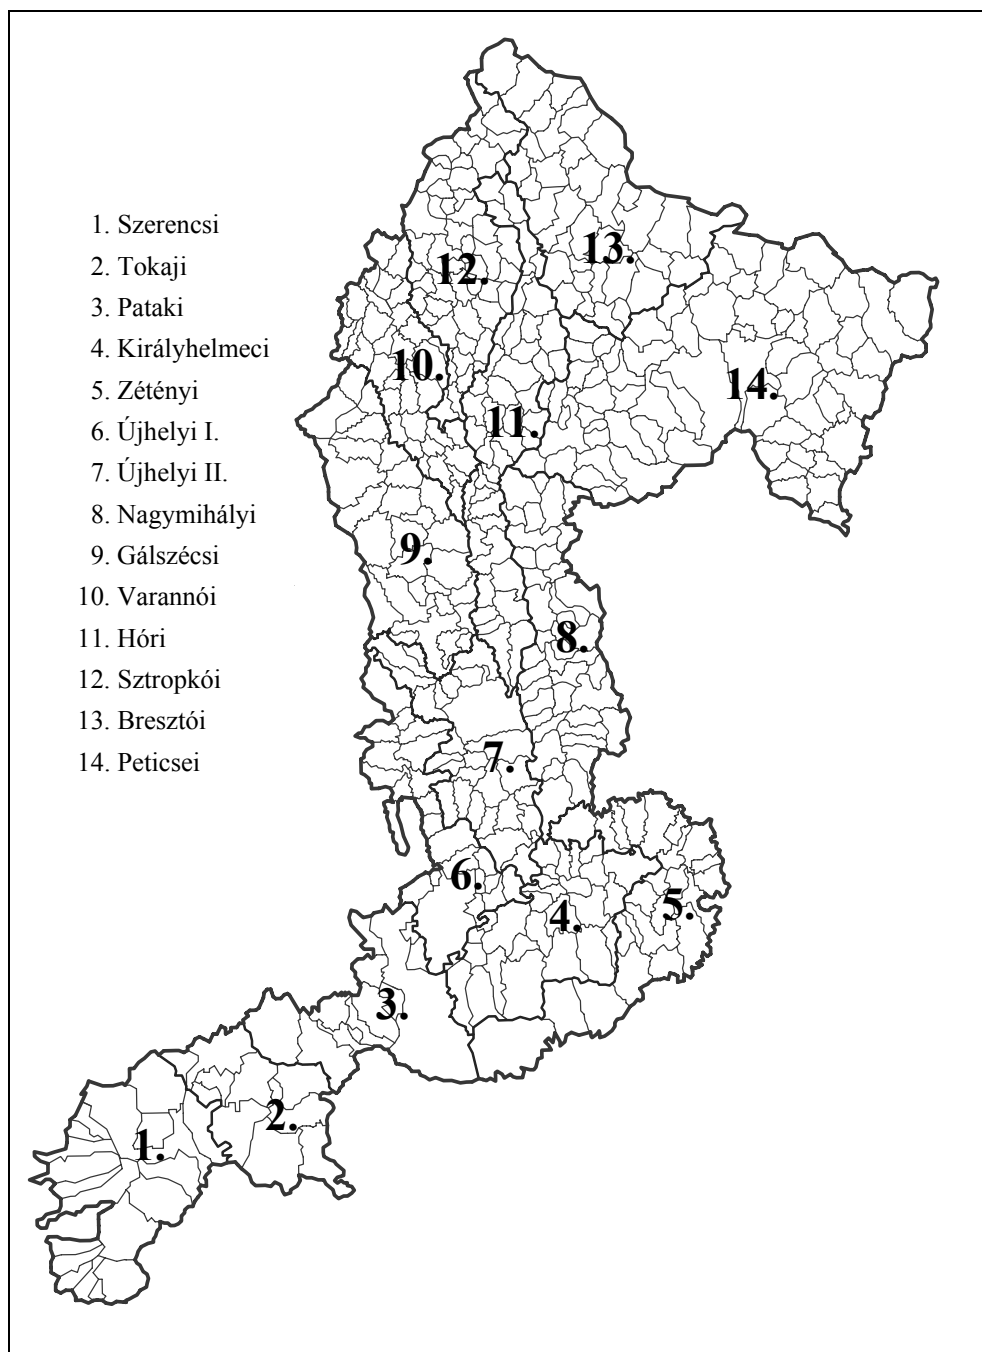 1. Szerencsi
2. Tokaji
3. Pataki
4. Királyhelmeci
5. Zétényi
6. Újhelyi I.
7. Újhelyi II.
8. Nagymihályi
9. Gálszécsi
10. Varannói
11. Hóri
12. Sztropkói
13. Bresztói
14. Peticsei
13.
12.
10.
14.
11.
9.
8.
7.
6.
5.
4.
3.
2.
1.